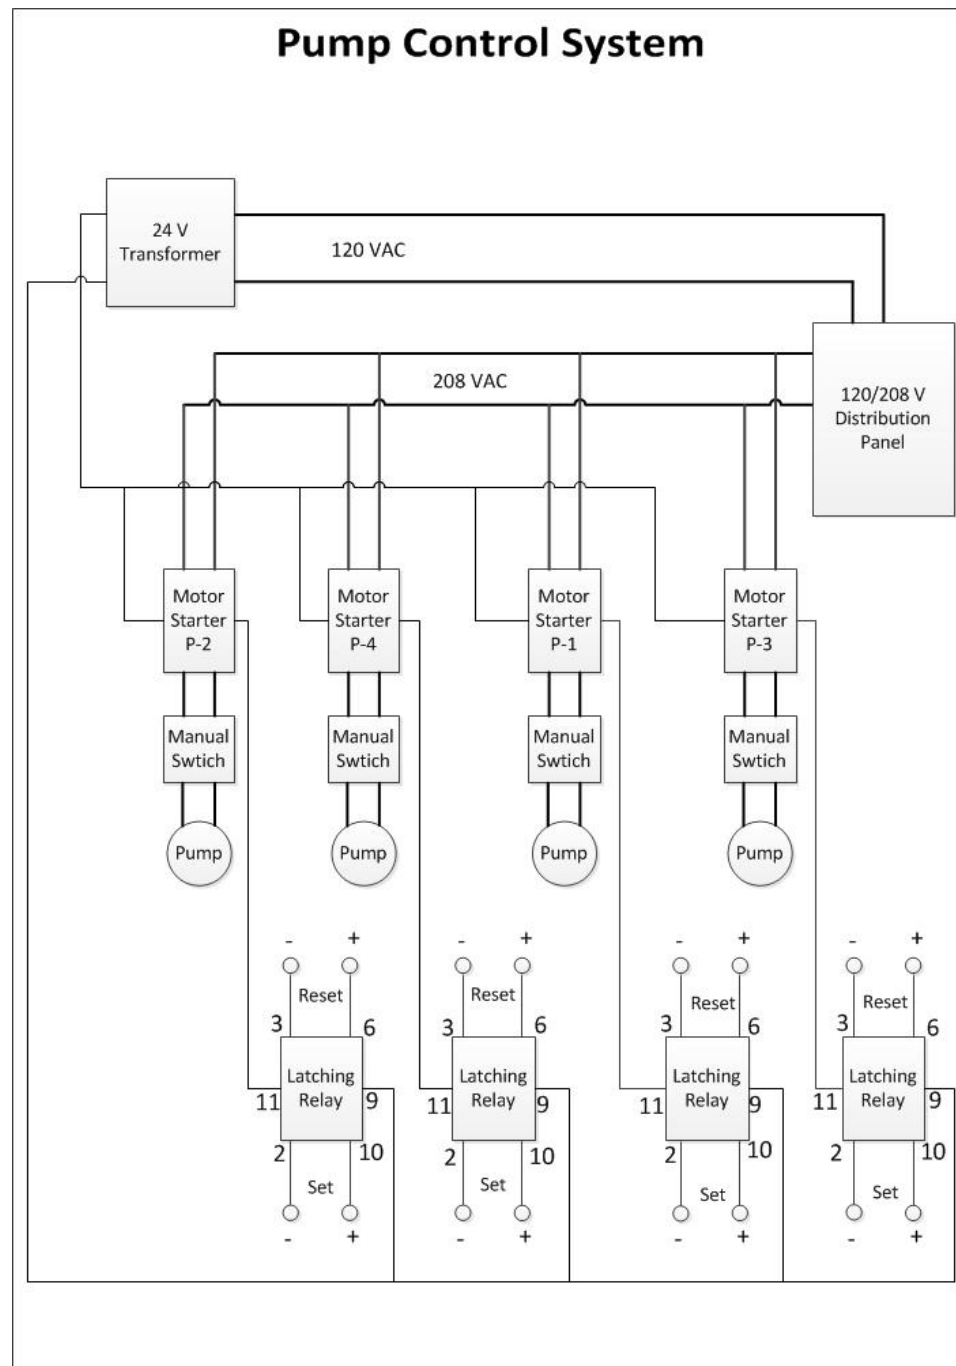 Pump Control System
24 V
Transformer
120 VAC
208 VAC
120/208 V
Distribution
Panel
Motor
Starter
P-2
Motor
Starter
P-4
Motor
Starter
P-1
Motor
Starter
P-3
Manual
Swtich
Manual
Swtich
Manual
Swtich
Manual
Swtich
Pump
Pump
Pump
Pump
- +
Reset
3 6
Latching
Relay
11 9
2 10
Set
- +
- +
Reset
3 6
Latching
Relay
11 9
2 10
Set
- +
- +
Reset
3 6
Latching
Relay
11 9
2 10
Set
- +
- +
Reset
3 6
Latching
Relay
11 9
2 10
Set
- +